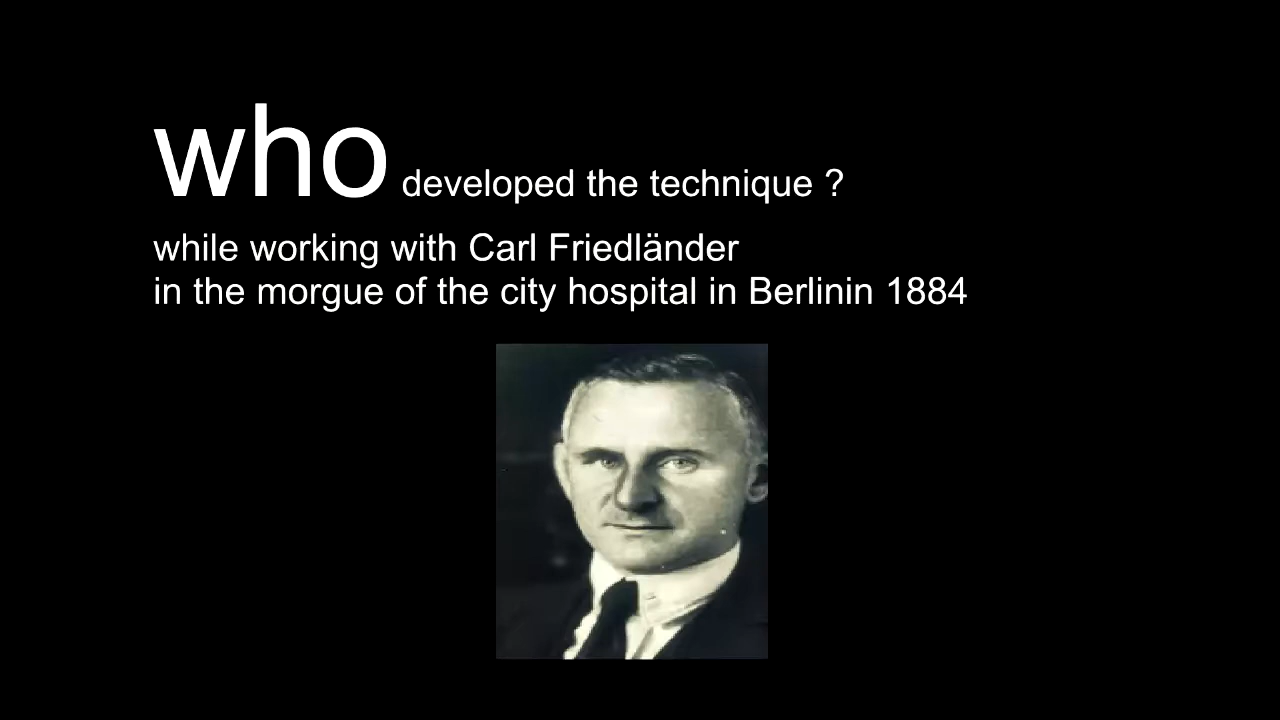 who developed the technique ?
while working with Carl Friedländer
in the morgue of the city hospital in Berlinin 1884